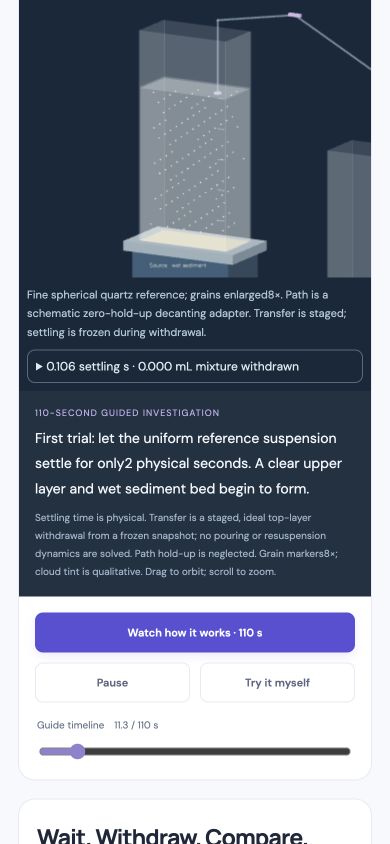 Source · wet sediment
Fine spherical quartz reference; grains enlarged8×. Path is a
schematic zero-hold-up decanting adapter. Transfer is staged;
settling is frozen during withdrawal.
▶ 0.106 settling s · 0.000 mL mixture withdrawn
110-SECOND GUIDED INVESTIGATION
First trial: let the uniform reference suspension
settle for only2 physical seconds. A clear upper
layer and wet sediment bed begin to form.
Settling time is physical. Transfer is a staged, ideal top-layer
withdrawal from a frozen snapshot; no pouring or resuspension
dynamics are solved. Path hold-up is neglected. Grain markers8×;
cloud tint is qualitative. Drag to orbit; scroll to zoom.
Watch how it works · 110 s
Pause
Try it myself
Guide timeline 11.3 / 110 s
Wait. Withdraw. Compare.